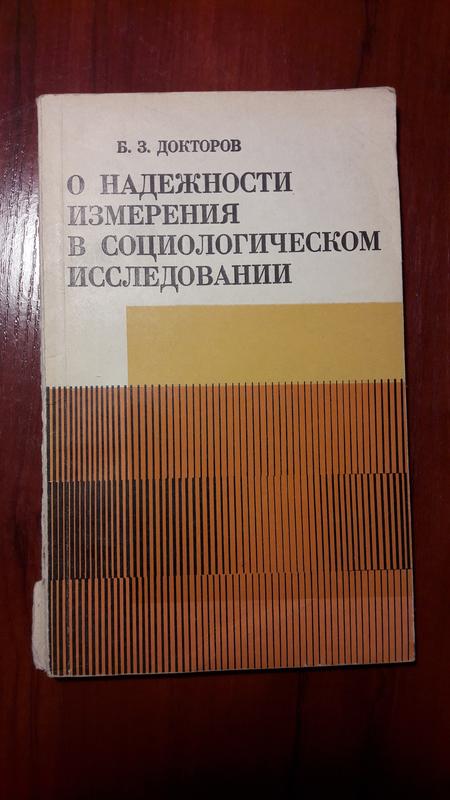 Б. З. ДОКТОРОВ
О НАДЕЖНОСТИ
ИЗМЕРЕНИЯ
В СОЦИОЛОГИЧЕСКОМ
ИССЛЕДОВАНИИ